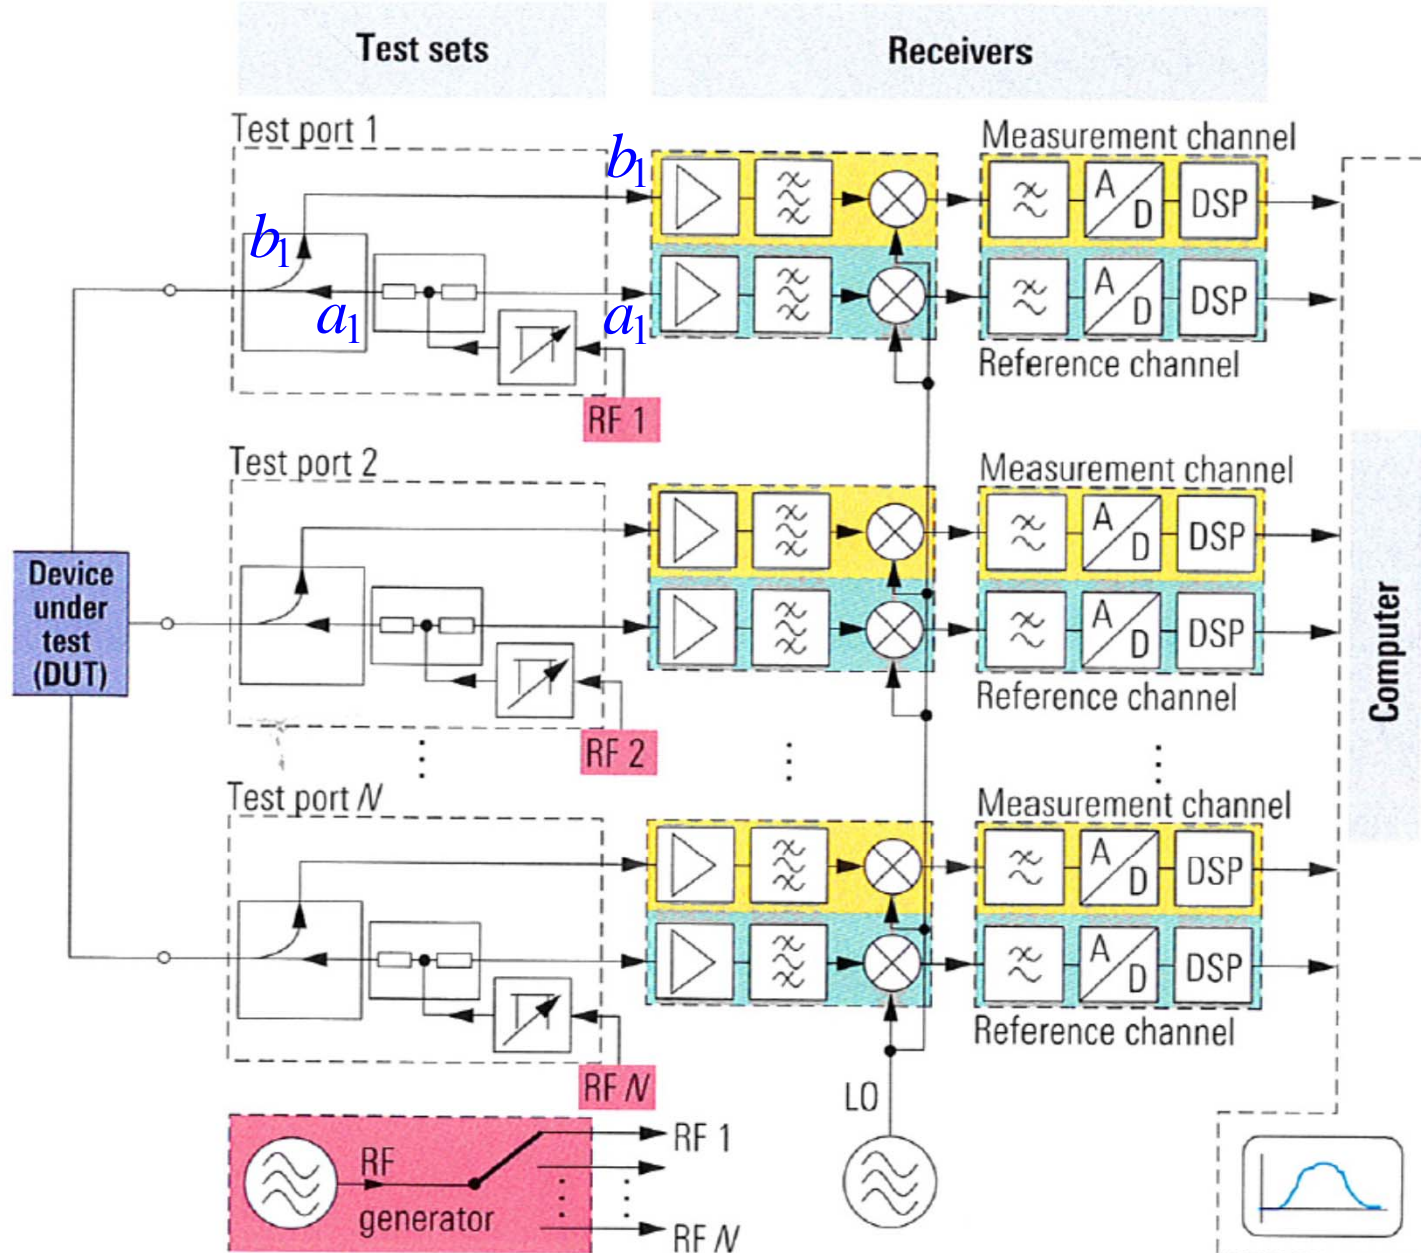 Test sets
Receivers
Test port 1
b₁
Measurement channel
A
D
DSP
b₁
a₁
a₁
A
D
DSP
Reference channel
RF 1
Test port 2
Measurement channel
A
D
DSP
Device
under
test
(DUT)
A
D
DSP
Reference channel
RF 2
Computer
Test port N
Measurement channel
A
D
DSP
A
D
DSP
Reference channel
RF N
LO
RF
generator
RF 1
RF N